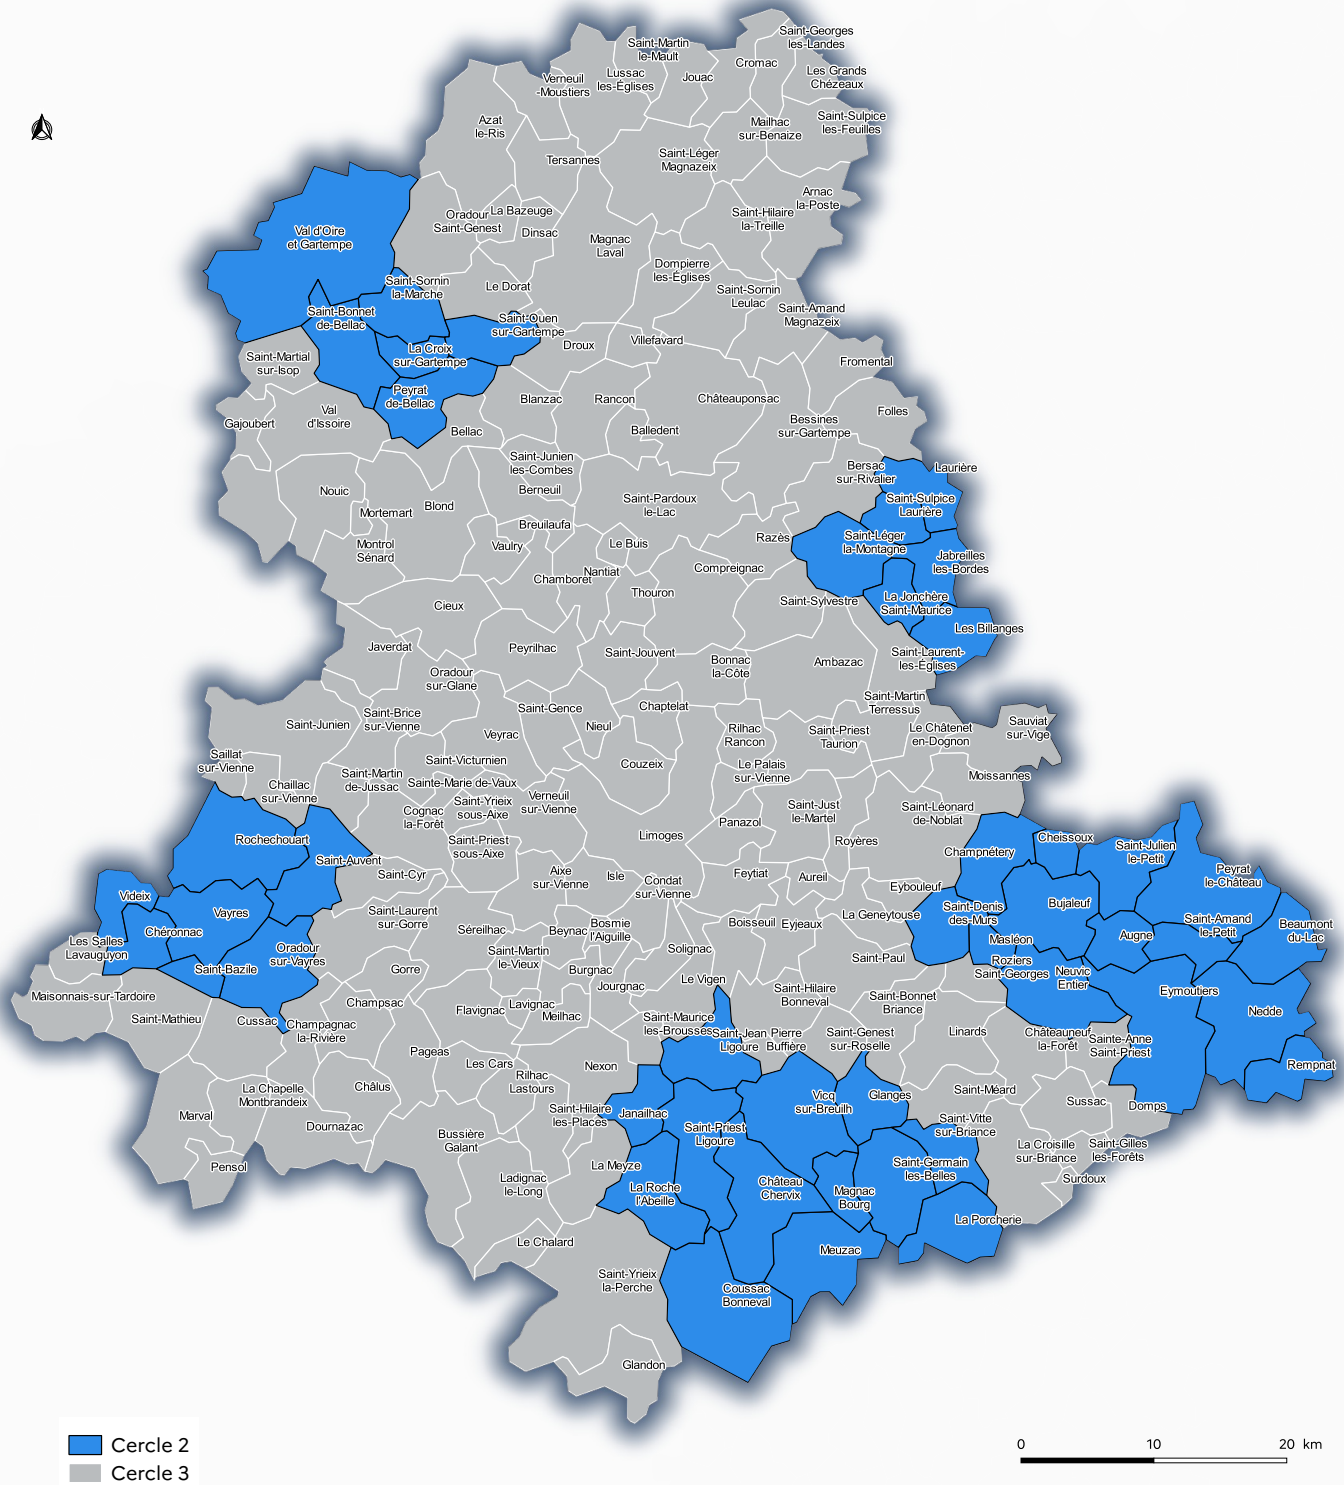 Saint-Georges
les-Landes
Saint-Martin
le-Mault
Cromac
Les Grands
Chézeaux
Lussac
les-Églises
Jouac
Verneuil
-Moustiers
Azat
le-Ris
Mailhac
sur-Benaize
Saint-Sulpice
les-Feuilles
Tersannes
Saint-Léger
Magnazeix
Arnac
la-Poste
Oradour
Saint-Genest
La Bazeuge
Dinsac
Saint-Hilaire
la-Treille
Val d'Oire
et Gartempe
Magnac
Laval
Dompierre
les-Églises
Saint-Sornin
la-Marche
Le Dorat
Saint-Sornin
Leulac
Saint-Amand
Magnazeix
Saint-Bonnet
de-Bellac
Saint-Ouen
sur-Gartempe
Droux
Villefavard
La Croix
sur-Gartempe
Saint-Martial
sur-Isop
Fromental
Peyrat
de-Bellac
Blanzac
Rancon
Châteauponsac
Folles
Gajoubert
Val
d'Issoire
Bellac
Balledent
Bessines
sur-Gartempe
Saint-Junien
les-Combes
Bersac
sur-Rivalier
Laurière
Nouic
Berneuil
Saint-Pardoux
le-Lac
Saint-Sulpice
Laurière
Mortemart
Blond
Breuilaufa
Razès
Saint-Léger
la-Montagne
Montrol
Sénard
Vaulry
Le Buis
Jabreilles
les-Bordes
Chamboret
Nantiat
Compreignac
Thouron
Saint-Sylvestre
La Jonchère
Saint-Maurice
Cieux
Les Billanges
Javerdat
Peyrilhac
Saint-Jouvent
Bonnac
la-Côte
Ambazac
Saint-Laurent-
les-Églises
Oradour
sur-Glane
Saint-Martin
Terressus
Saint-Junien
Saint-Brice
sur-Vienne
Saint-Gence
Chaptelat
Nieul
Veyrac
Rilhac
Rancon
Saint-Priest
Taurion
Le Châtenet
en-Dognon
Sauviat
sur-Vige
Saillat
sur-Vienne
Saint-Victurnien
Couzeix
Le Palais
sur-Vienne
Moissannes
Chaillac
sur-Vienne
Saint-Martin
de-Jussac
Sainte-Marie de-Vaux
Cognac
la-Forêt
Saint-Yrieix
sous-Aixe
Verneuil
sur-Vienne
Saint-Just
le-Martel
Saint-Léonard
de-Noblat
Panazol
Rochechouart
Saint-Priest
sous-Aixe
Limoges
Royères
Champnétery
Cheissoux
Saint-Julien
le-Petit
Saint-Auvent
Saint-Cyr
Aixe
sur-Vienne
Isle
Condat
sur-Vienne
Feytiat
Aureil
Eybouleuf
Peyrat
le-Château
Videix
Vayres
Saint-Laurent
sur-Gorre
Séreilhac
Beynac
Bosmie
l'Aiguille
Boisseuil
Eyjeaux
La Geneytouse
Saint-Denis
des-Murs
Bujaleuf
Saint-Amand
le-Petit
Beaumont
du-Lac
Chéronnac
Les Salles
Lavauguyon
Oradour
sur-Vayres
Saint-Martin
le-Vieux
Solignac
Saint-Paul
Masléon
Augne
Saint-Bazile
Gorre
Burgnac
Jourgnac
Le Vigen
Roziers
Saint-Georges
Neuvic
Entier
Eymoutiers
Maisonnais-sur-Tardoire
Champsac
Flavignac
Lavignac
Meilhac
Saint-Hilaire
Bonneval
Saint-Bonnet
Briance
Nedde
Saint-Mathieu
Cussac
Champagnac
la-Rivière
Saint-Maurice
les-Brousses
Saint-Jean
Ligoure
Pierre
Buffière
Saint-Genest
sur-Roselle
Linards
Châteauneuf
la-Forêt
Sainte-Anne
Saint-Priest
Pageas
Les Cars
Nexon
Rempnat
La Chapelle
Montbrandeix
Châlus
Rilhac
Lastours
Vicq
sur-Breuilh
Glanges
Saint-Méard
Sussac
Domps
Marval
Dournazac
Saint-Hilaire
les-Places
Janailhac
Saint-Priest
Ligoure
Saint-Vitte
sur-Briance
Bussière
Galant
La Croisille
sur-Briance
Saint-Gilles
les-Forêts
Pensol
La Meyze
Saint-Germain
les-Belles
Surdoux
Ladignac
le-Long
La Roche
l'Abeille
Château
Chervix
Magnac
Bourg
La Porcherie
Le Chalard
Meuzac
Saint-Yrieix
la-Perche
Coussac
Bonneval
Glandon
Cercle 2
Cercle 3
0 10 20 km